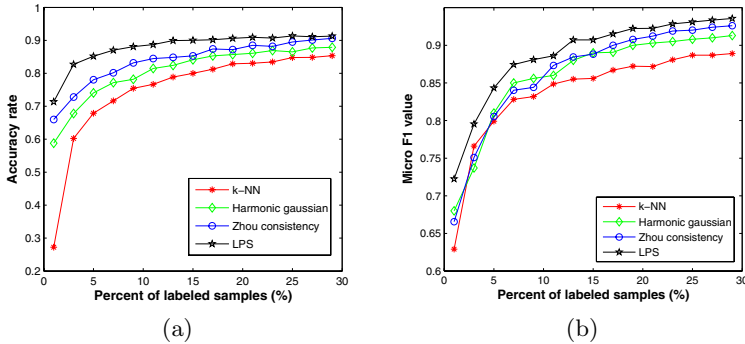 1
0.9
0.8
0.7
0.6
0.5
0.4
0.3
0.2
Accuracy rate
k−NN
Harmonic gaussian
Zhou consistency
LPS
0 5 10 15 20 25 30
Percent of labeled samples (%)
(a)
0.9
0.85
0.8
0.75
0.7
0.65
0.6
Micro F1 value
k−NN
Harmonic gaussian
Zhou consistency
LPS
0 5 10 15 20 25 30
Percent of labeled samples (%)
(b)